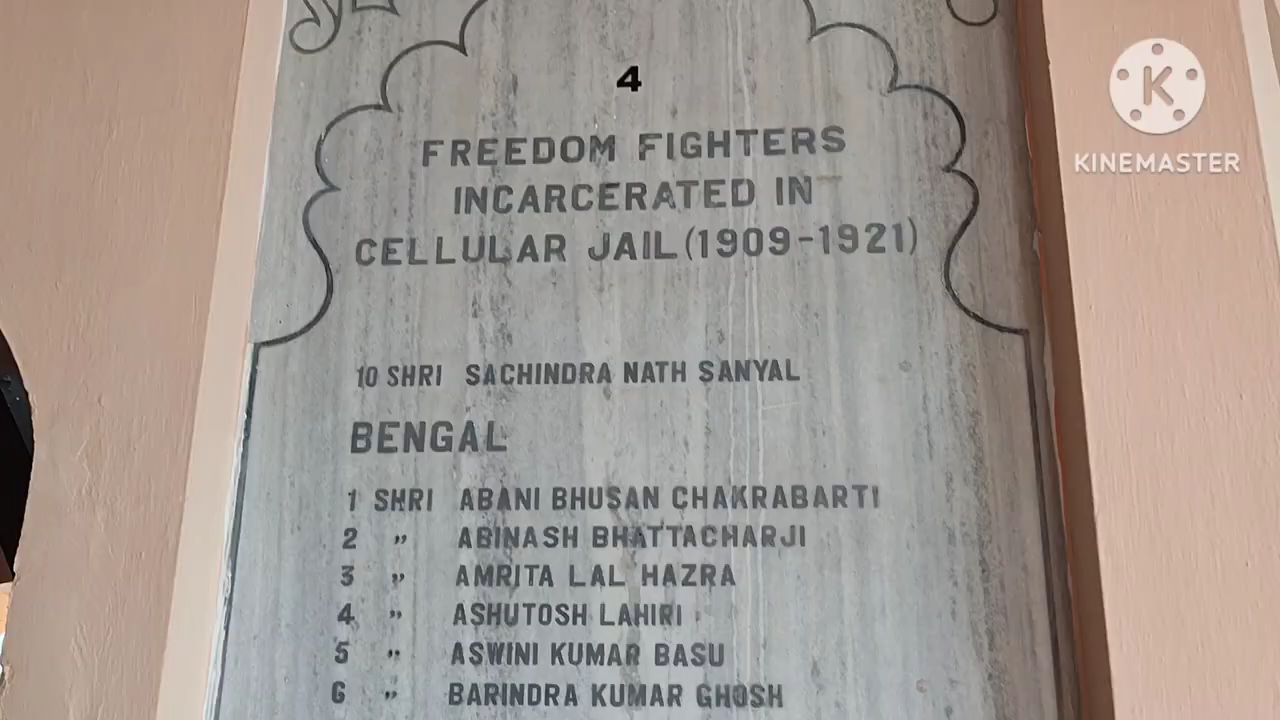 4
FREEDOM FIGHTERS
INCARCERATED IN
CELLULAR JAIL (1909-1921)
10 SHRI SACHINDRA NATH SANYAL
BENGAL
1 SHRI ABANI BHUSAN CHAKRABARTI
2 " ABINASH BHATTACHARJI
3 " AMRITA LAL HAZRA
4 " ASHUTOSH LAHIRI
5 " ASWINI KUMAR BASU
6 " BARINDRA KUMAR GHOSH
K
KINEMASTER